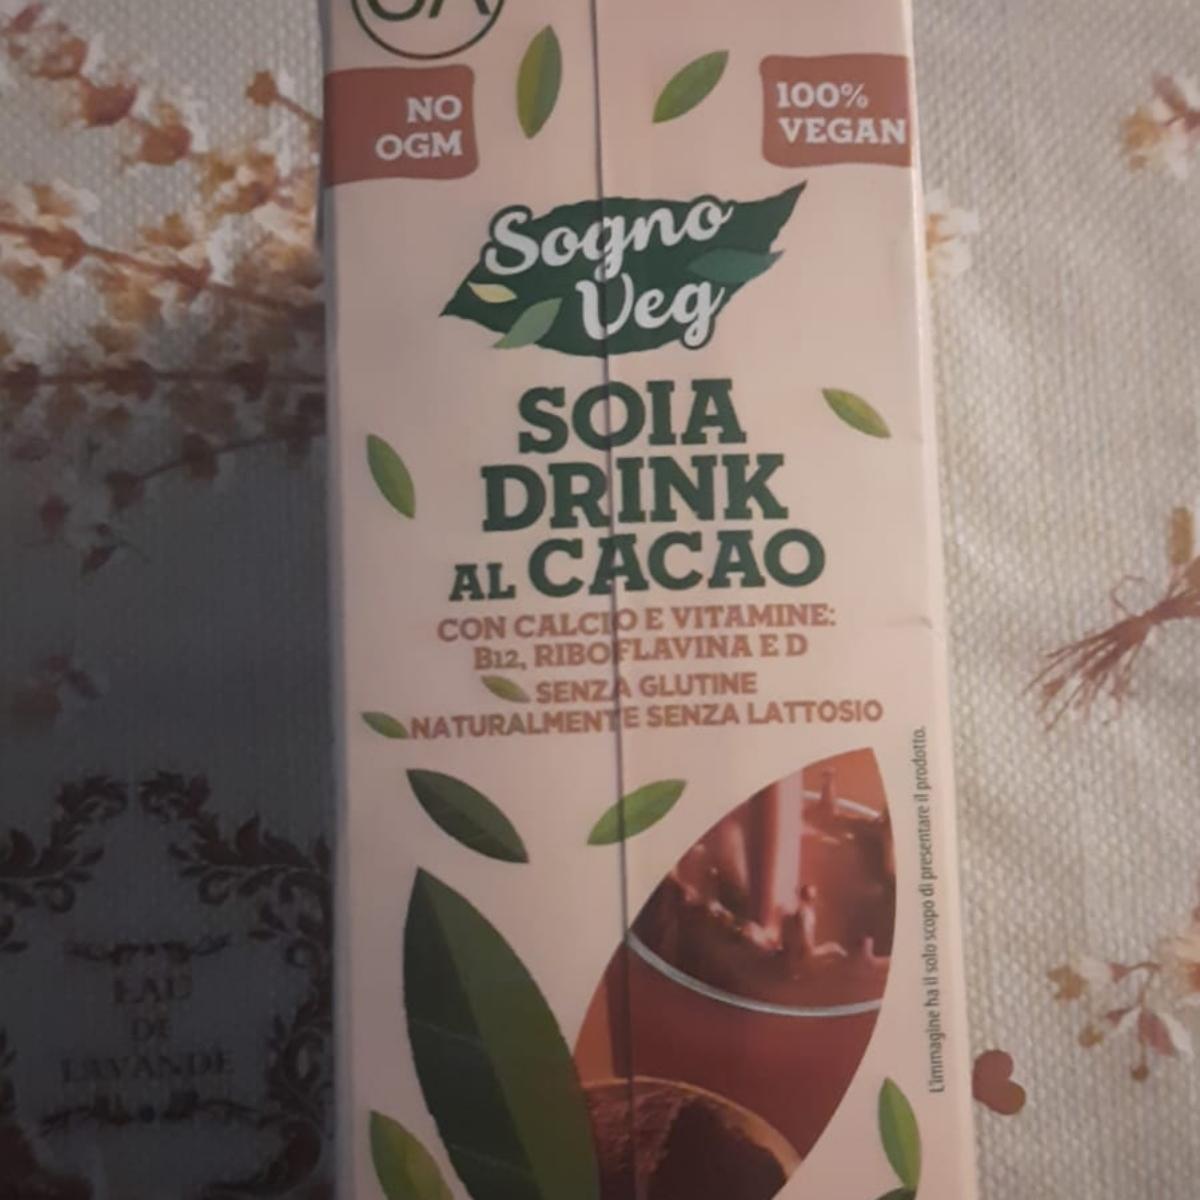 NO
OGM
100%
VEGAN
Sogno
Veg
SOIA
DRINK
AL CACAO
CON CALCIO E VITAMINE:
B12, RIBOFLAVINA E D
SENZA GLUTINE
NATURALMENTE SENZA LATTOSIO
L'immagine ha il solo scopo di presentare il prodotto.
EAU
DE
LAVANDE